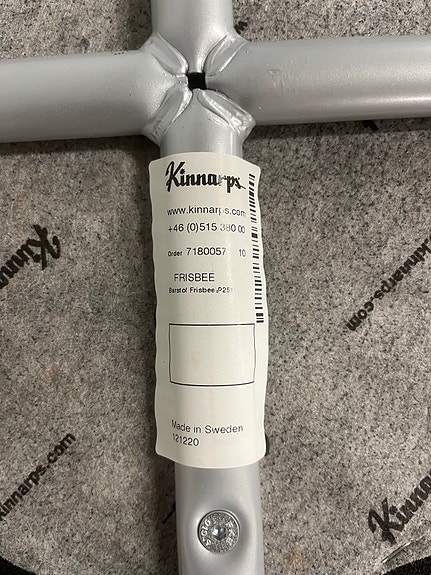 Kinnarps
www.kinnarps.com
+46 (0)515 380 00
Order 7180057 10
FRISBEE
Barstol Frisbee
Made in Sweden
121220
Kinnarps
kinnarps.com
Kinnarps.com
Kinnarps